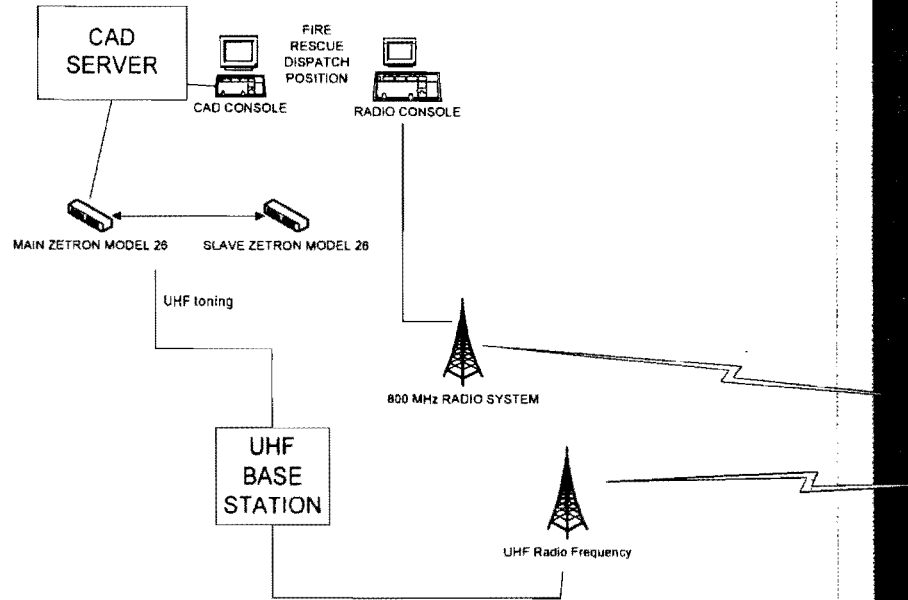 CAD
SERVER
FIRE
RESCUE
DISPATCH
POSITION
CAD CONSOLE
RADIO CONSOLE
MAIN ZETRON MODEL 26
SLAVE ZETRON MODEL 26
UHF toning
800 MHz RADIO SYSTEM
UHF
BASE
STATION
UHF Radio Frequency